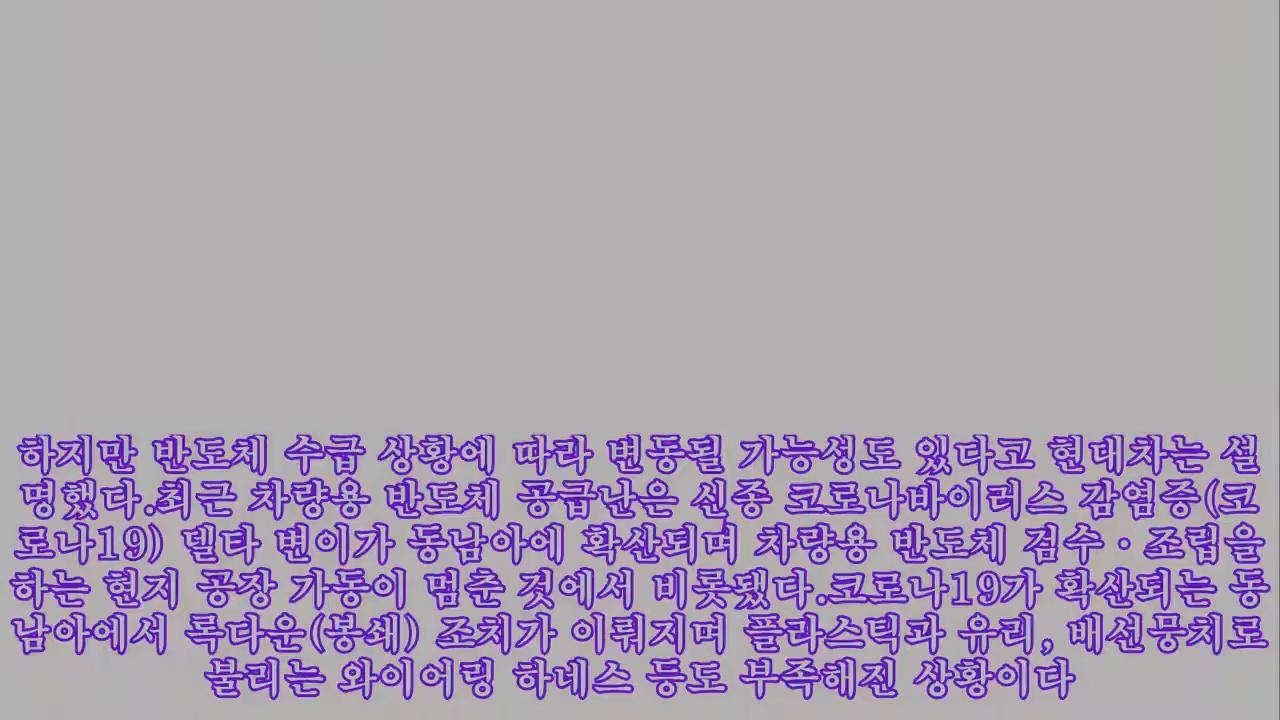 하지만 반도체 수급 상황에 따라 변동될 가능성도 있다고 현대차는 설
명했다.최근 차량용 반도체 공급난은 신종 코로나바이러스 감염증(코
로나19) 델타 변이가 동남아에 확산되며 차량용 반도체 검수·조립을
하는 현지 공장 가동이 멈춘 것에서 비롯됐다.코로나19가 확산되는 동
남아에서 록다운(봉쇄) 조치가 이뤄지며 플라스틱과 유리, 배선뭉치로
불리는 와이어링 하네스 등도 부족해진 상황이다